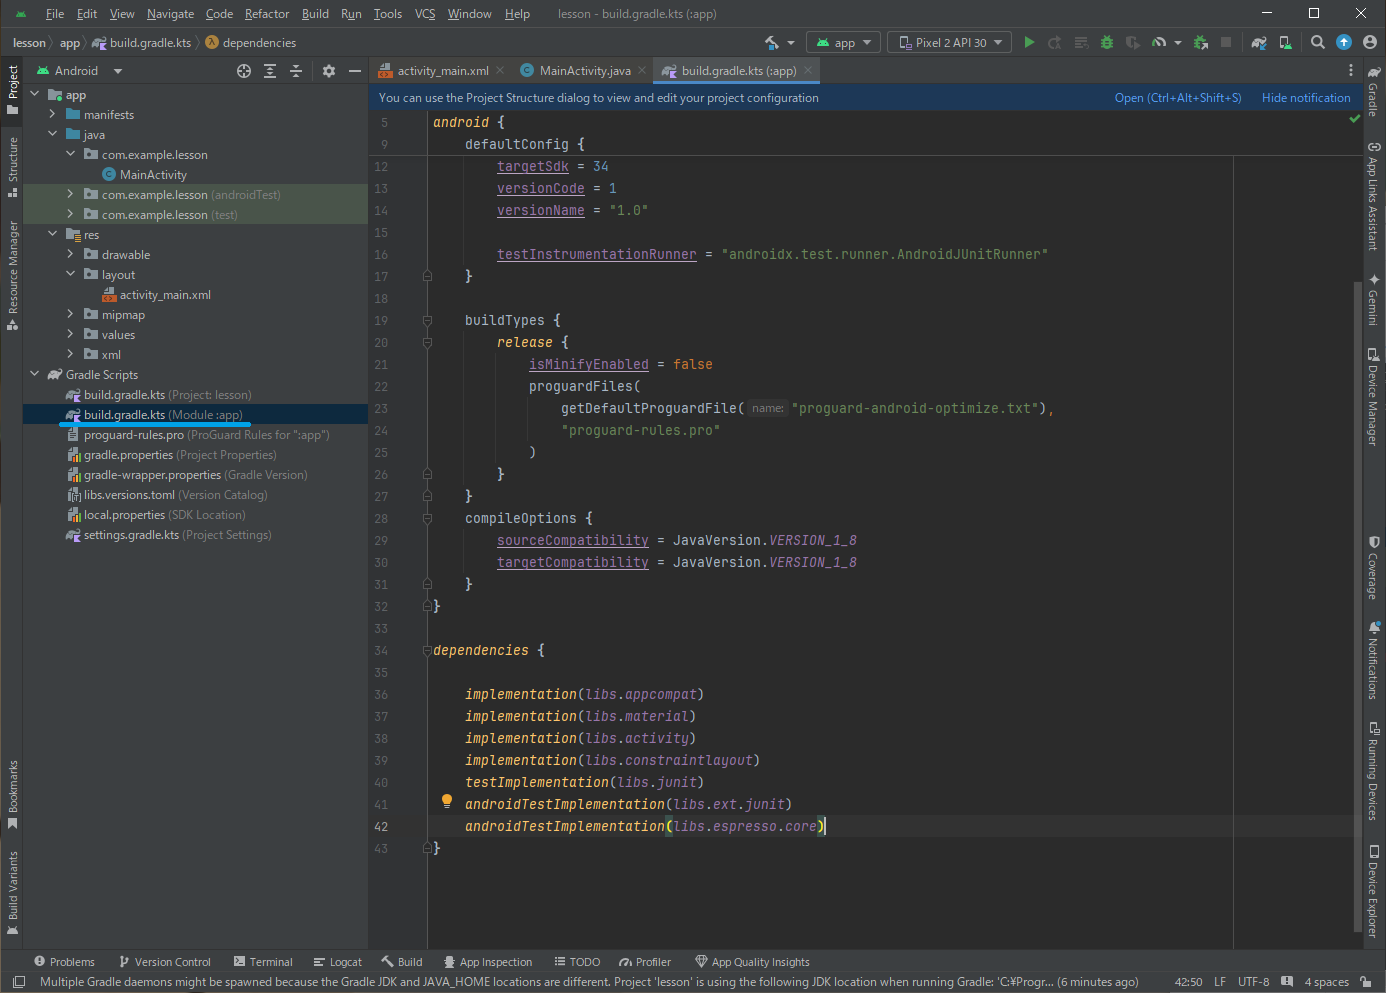 File Edit View Navigate Code Refactor Build Run Tools VCS Window Help lesson - build.gradle.kts (:app)
lesson app build.gradle.kts dependencies app Pixel 2 API 30
Android
activity_main.xml MainActivity.java build.gradle.kts (:app)
You can use the Project Structure dialog to view and edit your project configuration Open (Ctrl+Alt+Shift+S) Hide notification
Project
Structure
Resource Manager
Bookmarks
Build Variants
app
manifests
java
com.example.lesson
MainActivity
com.example.lesson (androidTest)
com.example.lesson (test)
res
drawable
layout
activity_main.xml
mipmap
values
xml
Gradle Scripts
build.gradle.kts (Project: lesson)
build.gradle.kts (Module :app)
proguard-rules.pro (ProGuard Rules for ":app")
gradle.properties (Project Properties)
gradle-wrapper.properties (Gradle Version)
libs.versions.toml (Version Catalog)
local.properties (SDK Location)
settings.gradle.kts (Project Settings)
5 android {
9 defaultConfig {
12 targetSdk = 34
13 versionCode = 1
14 versionName = "1.0"
15
16 testInstrumentationRunner = "androidx.test.runner.AndroidJUnitRunner"
17 }
18
19 buildTypes {
20 release {
21 isMinifyEnabled = false
22 proguardFiles(
23 getDefaultProguardFile( name: "proguard-android-optimize.txt"),
24 "proguard-rules.pro"
25 )
26 }
27 }
28 compileOptions {
29 sourceCompatibility = JavaVersion.VERSION_1_8
30 targetCompatibility = JavaVersion.VERSION_1_8
31 }
32 }
33
34 dependencies {
35
36 implementation(libs.appcompat)
37 implementation(libs.material)
38 implementation(libs.activity)
39 implementation(libs.constraintlayout)
40 testImplementation(libs.junit)
41 androidTestImplementation(libs.ext.junit)
42 androidTestImplementation(libs.espresso.core)
43 }
Gradle
App Links Assistant
Gemini
Device Manager
Coverage
Notifications
Running Devices
Device Explorer
Problems Version Control Terminal Logcat Build App Inspection TODO Profiler App Quality Insights
Multiple Gradle daemons might be spawned because the Gradle JDK and JAVA_HOME locations are different. Project 'lesson' is using the following JDK location when running Gradle: 'C:¥Progr... (6 minutes ago) 42:50 LF UTF-8 4 spaces